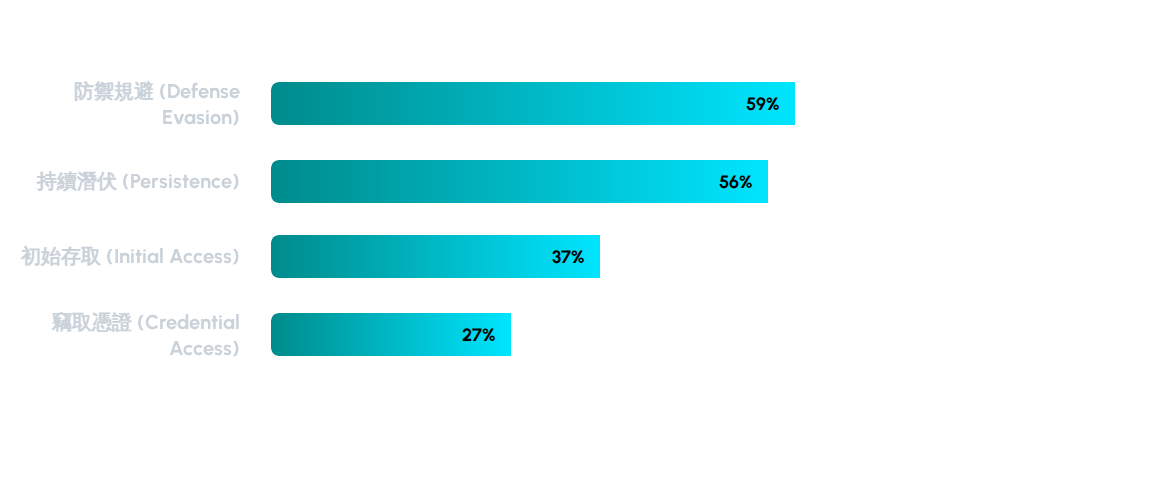 防禦規避 (Defense
Evasion)
59%
持續潛伏 (Persistence)
56%
初始存取 (Initial Access)
37%
竊取憑證 (Credential
Access)
27%